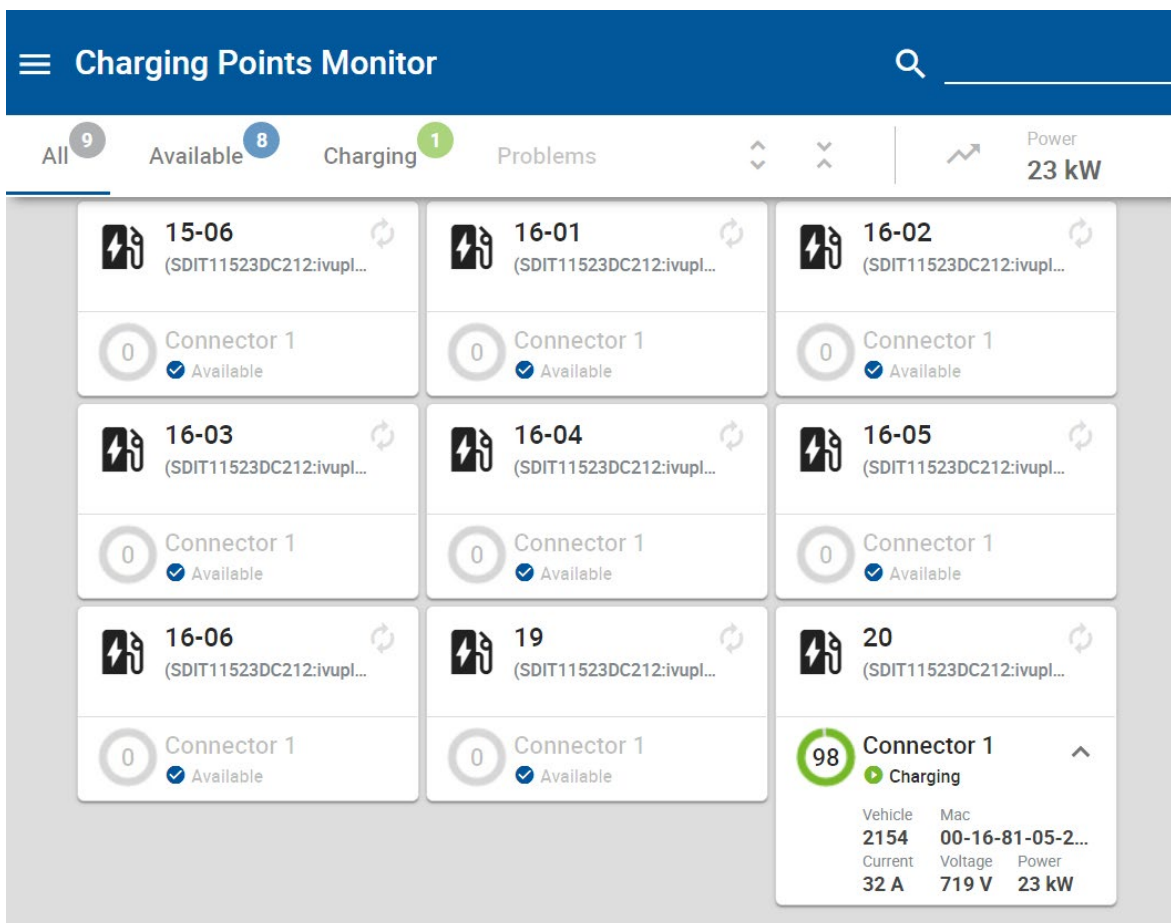 Charging Points Monitor
All 9 Available 8 Charging 1 Problems Power
23 kW
15-06
(SDIT11523DC212:ivupl...
Connector 1
0
Available
16-01
(SDIT11523DC212:ivupl...
Connector 1
0
Available
16-02
(SDIT11523DC212:ivupl...
Connector 1
0
Available
16-03
(SDIT11523DC212:ivupl...
Connector 1
0
Available
16-04
(SDIT11523DC212:ivupl...
Connector 1
0
Available
16-05
(SDIT11523DC212:ivupl...
Connector 1
0
Available
16-06
(SDIT11523DC212:ivupl...
Connector 1
0
Available
19
(SDIT11523DC212:ivupl...
Connector 1
0
Available
20
(SDIT11523DC212:ivupl...
Connector 1
98
Charging
Vehicle Mac
2154 00-16-81-05-2...
Current Voltage Power
32 A 719 V 23 kW